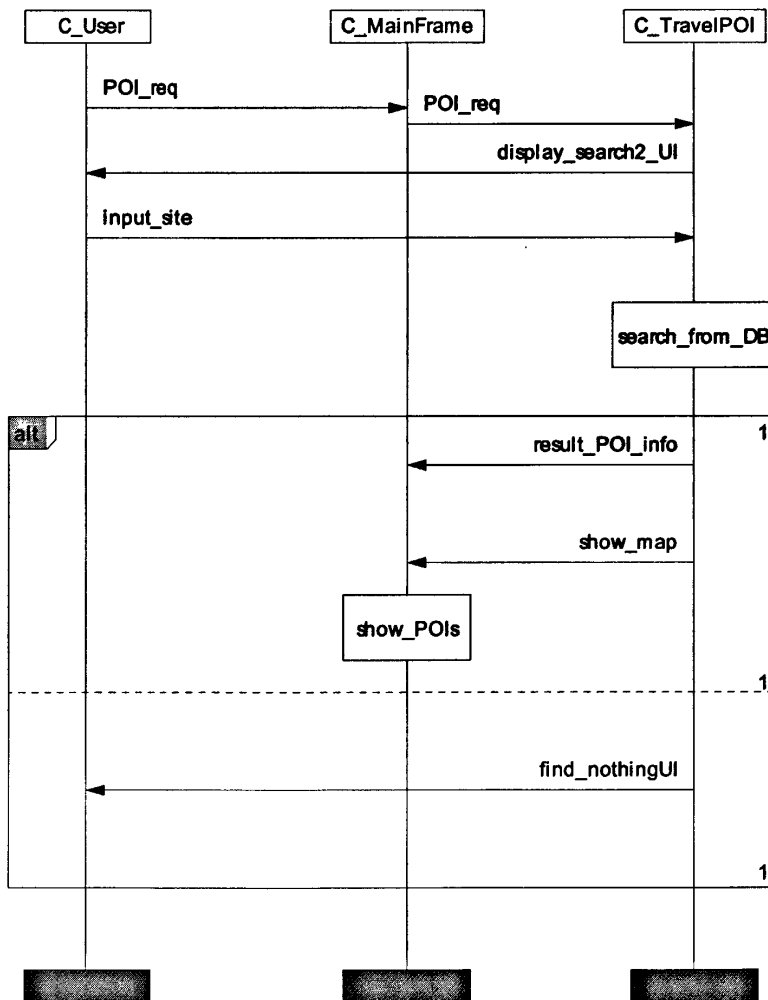 C_User
C_MainFrame
C_TravelPOI
POI_req
POI_req
display_search2_UI
input_site
search_from_DB
alt
1
result_POI_info
show_map
show_POIs
1
find_nothingUI
1